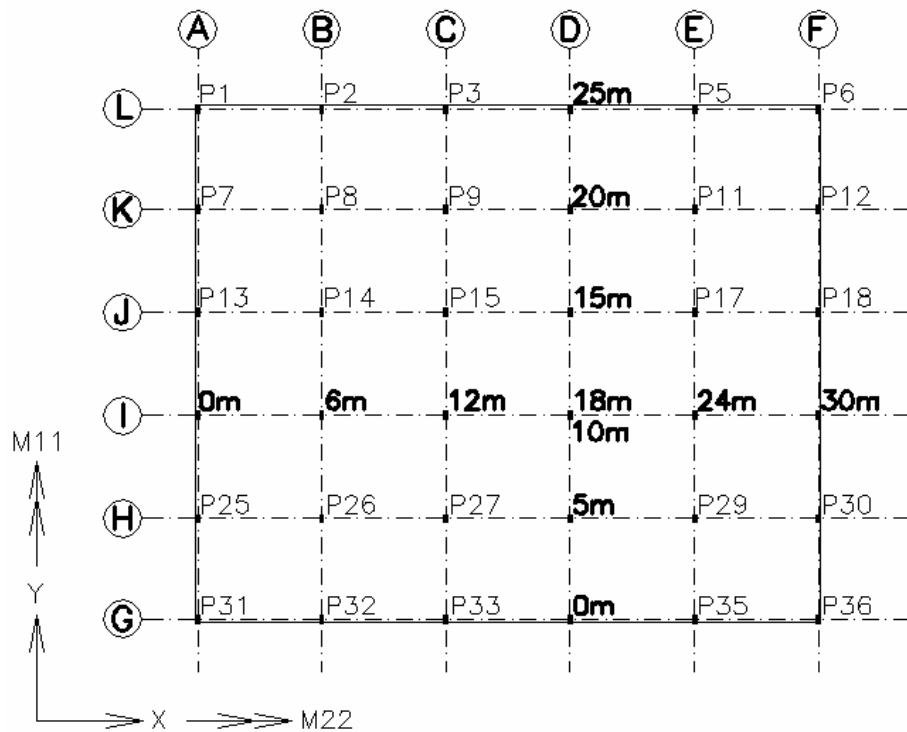 A B C D E F
L P1 P2 P3 25m P5 P6
K P7 P8 P9 20m P11 P12
J P13 P14 P15 15m P17 P18
I 0m 6m 12m 18m 24m 30m
10m
M11
H P25 P26 P27 5m P29 P30
Y
G P31 P32 P33 0m P35 P36
X M22